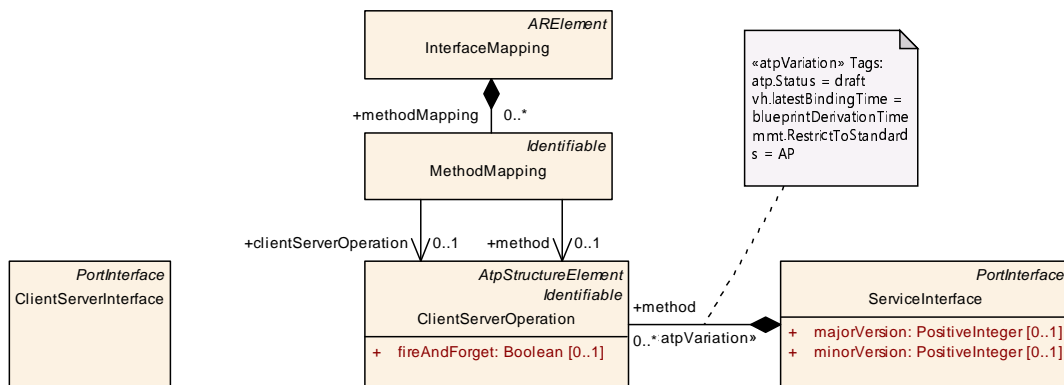 ARElement
InterfaceMapping
«atpVariation» Tags:
atp.Status = draft
vh.latestBindingTime =
blueprintDerivationTime
mmt.RestrictToStandard
s = AP
+methodMapping 0..*
Identifiable
MethodMapping
+clientServerOperation 0..1 +method 0..1
PortInterface
ClientServerInterface
AtpStructureElement
Identifiable
ClientServerOperation
+ fireAndForget: Boolean [0..1]
+method
0..* atpVariation»
PortInterface
ServiceInterface
+ majorVersion: PositiveInteger [0..1]
+ minorVersion: PositiveInteger [0..1]